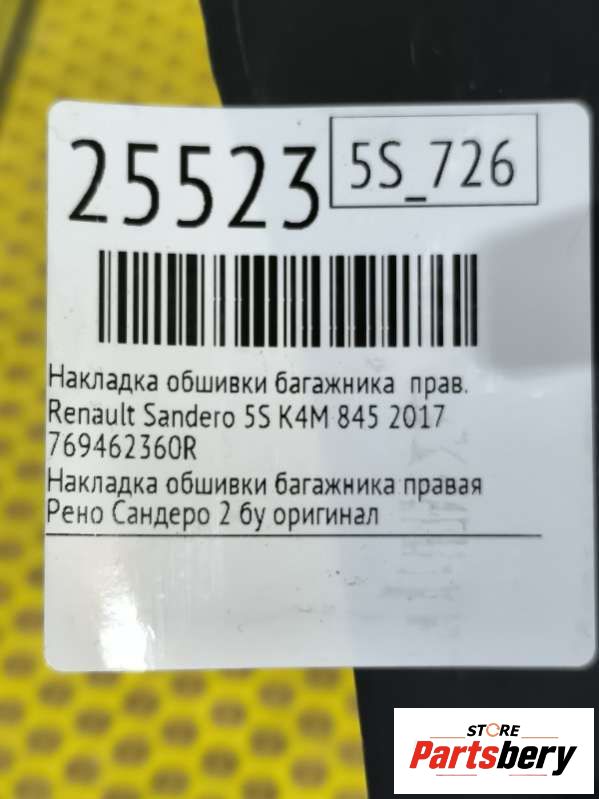 25523
5S_726
Накладка обшивки багажника прав.
Renault Sandero 5S K4M 845 2017
769462360R
Накладка обшивки багажника правая
Рено Сандеро 2 бу оригинал
STORE
Partsbery